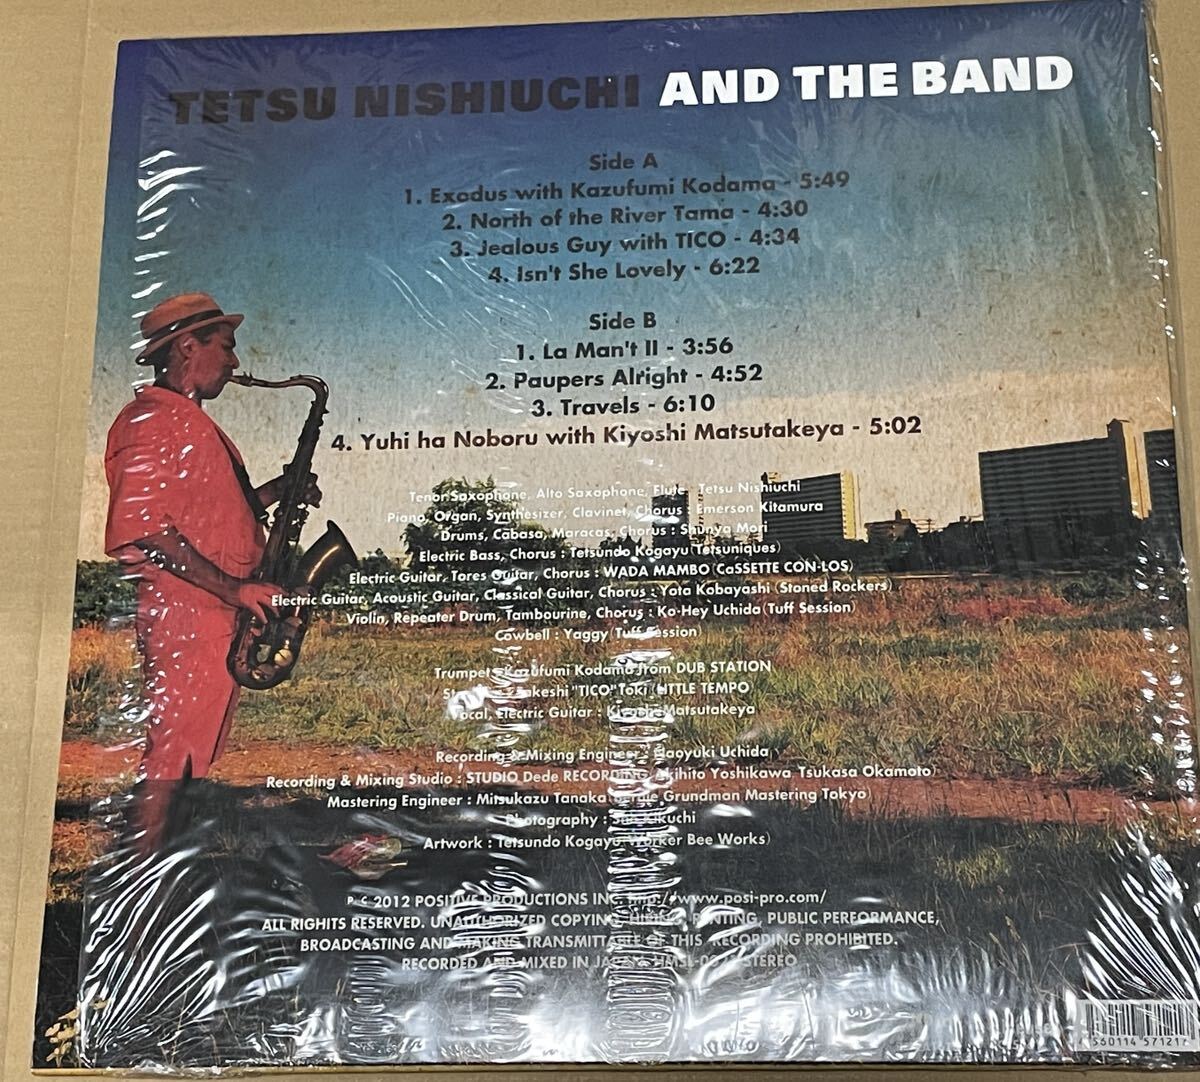 TETSU NISHIUCHI AND THE BAND
Side A
1. Exodus with Kazufumi Kodama - 5:49
2. North of the River Tama - 4:30
3. Jealous Guy with TICO - 4:34
4. Isn't She Lovely - 6:22
Side B
1. La Man't II - 3:56
2. Paupers Alright - 4:52
3. Travels - 6:10
4. Yuhi ha Noboru with Kiyoshi Matsutakeya - 5:02
Tenor Saxophone, Alto Saxophone, Flute : Tetsu Nishiuchi
Piano, Organ, Synthesizer, Clavinet, Chorus : Emerson Kitamura
Drums, Cabasa, Maracas, Chorus : Shunya Mori
Electric Bass, Chorus : Tetsundo Kogayu (Tetsuniques)
Electric Guitar, Tores Guitar, Chorus : WADA MAMBO (CaSSETTE CON-LOS)
Electric Guitar, Acoustic Guitar, Classical Guitar, Chorus : Yota Kobayashi (Stoned Rockers)
Violin, Repeater Drum, Tambourine, Chorus : Ko-Hey Uchida (Tuff Session)
Cowbell : Yaggy (Tuff Session)
Trumpet : Kazufumi Kodama from DUB STATION
Takeshi "TICO" Toki (LITTLE TEMPO
Vocal, Electric Guitar : Kiyoshi Matsutakeya
Recording & Mixing Engineer : Naoyuki Uchida
Recording & Mixing Studio : STUDIO Dede RECORDING Akihito Yoshikawa Tsukasa Okamoto)
Mastering Engineer : Mitsukazu Tanaka Grundman Mastering Tokyo)
Photography : Kikuchi
Artwork : Tetsundo Kogayu Worker Bee Works)
P C 2012 POSITIVE PRODUCTIONS INC. http://www.posi-pro.com/
ALL RIGHTS RESERVED. UNAUTHORIZED COPYING, HIRING, RENTING, PUBLIC PERFORMANCE,
BROADCASTING AND MAKING TRANSMITTABLE OF THIS RECORDING PROHIBITED.
RECORDED AND MIXED IN JAPAN. STEREO
560114 57121